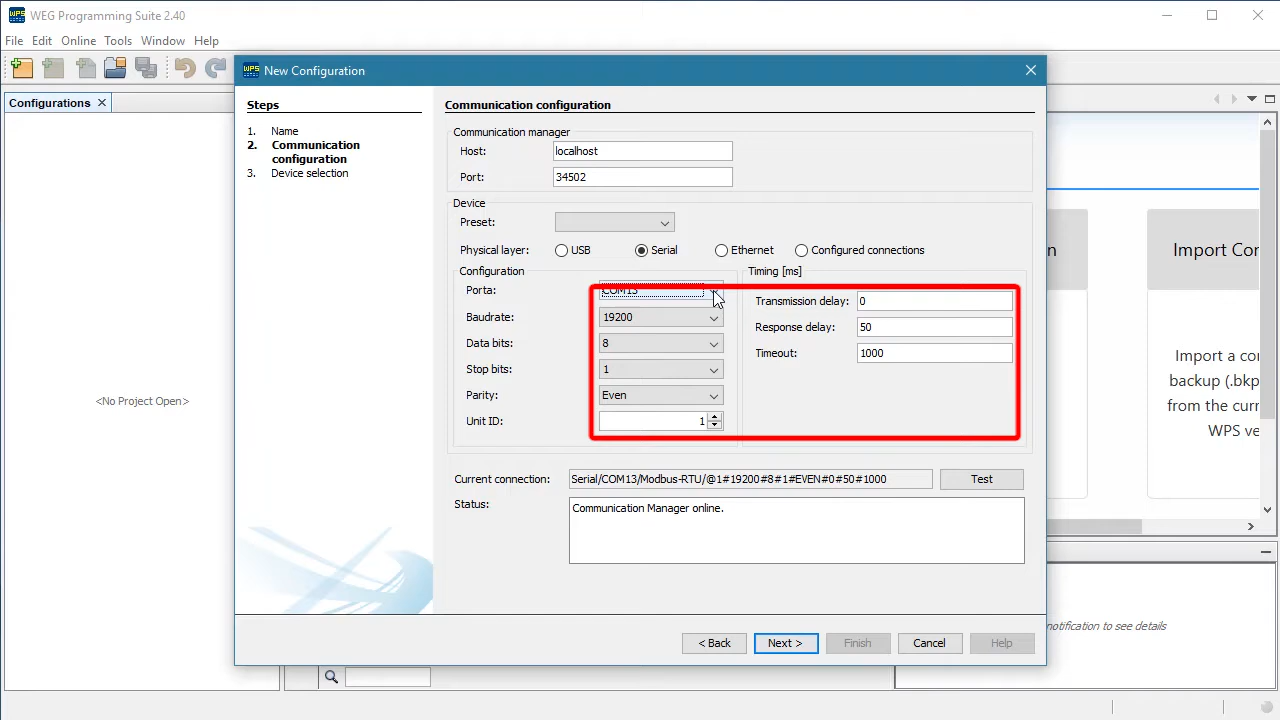 WPS WEG Programming Suite 2.40
File Edit Online Tools Window Help
WPS New Configuration
Configurations
<No Project Open>
Steps
1. Name
2. Communication
configuration
3. Device selection
Communication configuration
Communication manager
Host: localhost
Port: 34502
Device
Preset:
Physical layer: USB Serial Ethernet Configured connections
Configuration
Porta: COM13
Baudrate: 19200
Data bits: 8
Stop bits: 1
Parity: Even
Unit ID: 1
Timing [ms]
Transmission delay: 0
Response delay: 50
Timeout: 1000
Current connection: Serial/COM13/Modbus-RTU/@1#19200#8#1#EVEN#0#50#1000 Test
Status: Communication Manager online.
< Back Next > Finish Cancel Help
n
Import Con
Import a co
backup (.bkp
from the curr
WPS ve
notification to see details